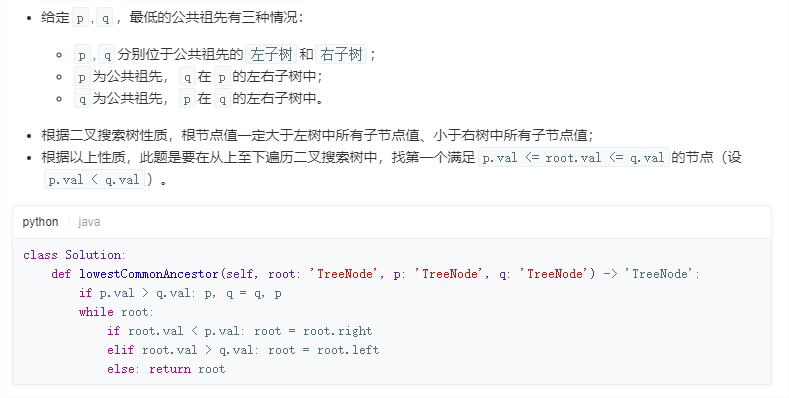 给定 p , q ，最低的公共祖先有三种情况：
p , q 分别位于公共祖先的 左子树 和 右子树 ；
p 为公共祖先， q 在 p 的左右子树中；
q 为公共祖先， p 在 q 的左右子树中。
根据二叉搜索树性质，根节点值一定大于左树中所有子节点值、小于右树中所有子节点值；
根据以上性质，此题是要在从上至下遍历二叉搜索树中，找第一个满足 p.val <= root.val <= q.val 的节点（设
p.val < q.val ）。
python java
class Solution:
    def lowestCommonAncestor(self, root: 'TreeNode', p: 'TreeNode', q: 'TreeNode') -> 'TreeNode':
        if p.val > q.val: p, q = q, p
        while root:
            if root.val < p.val: root = root.right
            elif root.val > q.val: root = root.left
            else: return root